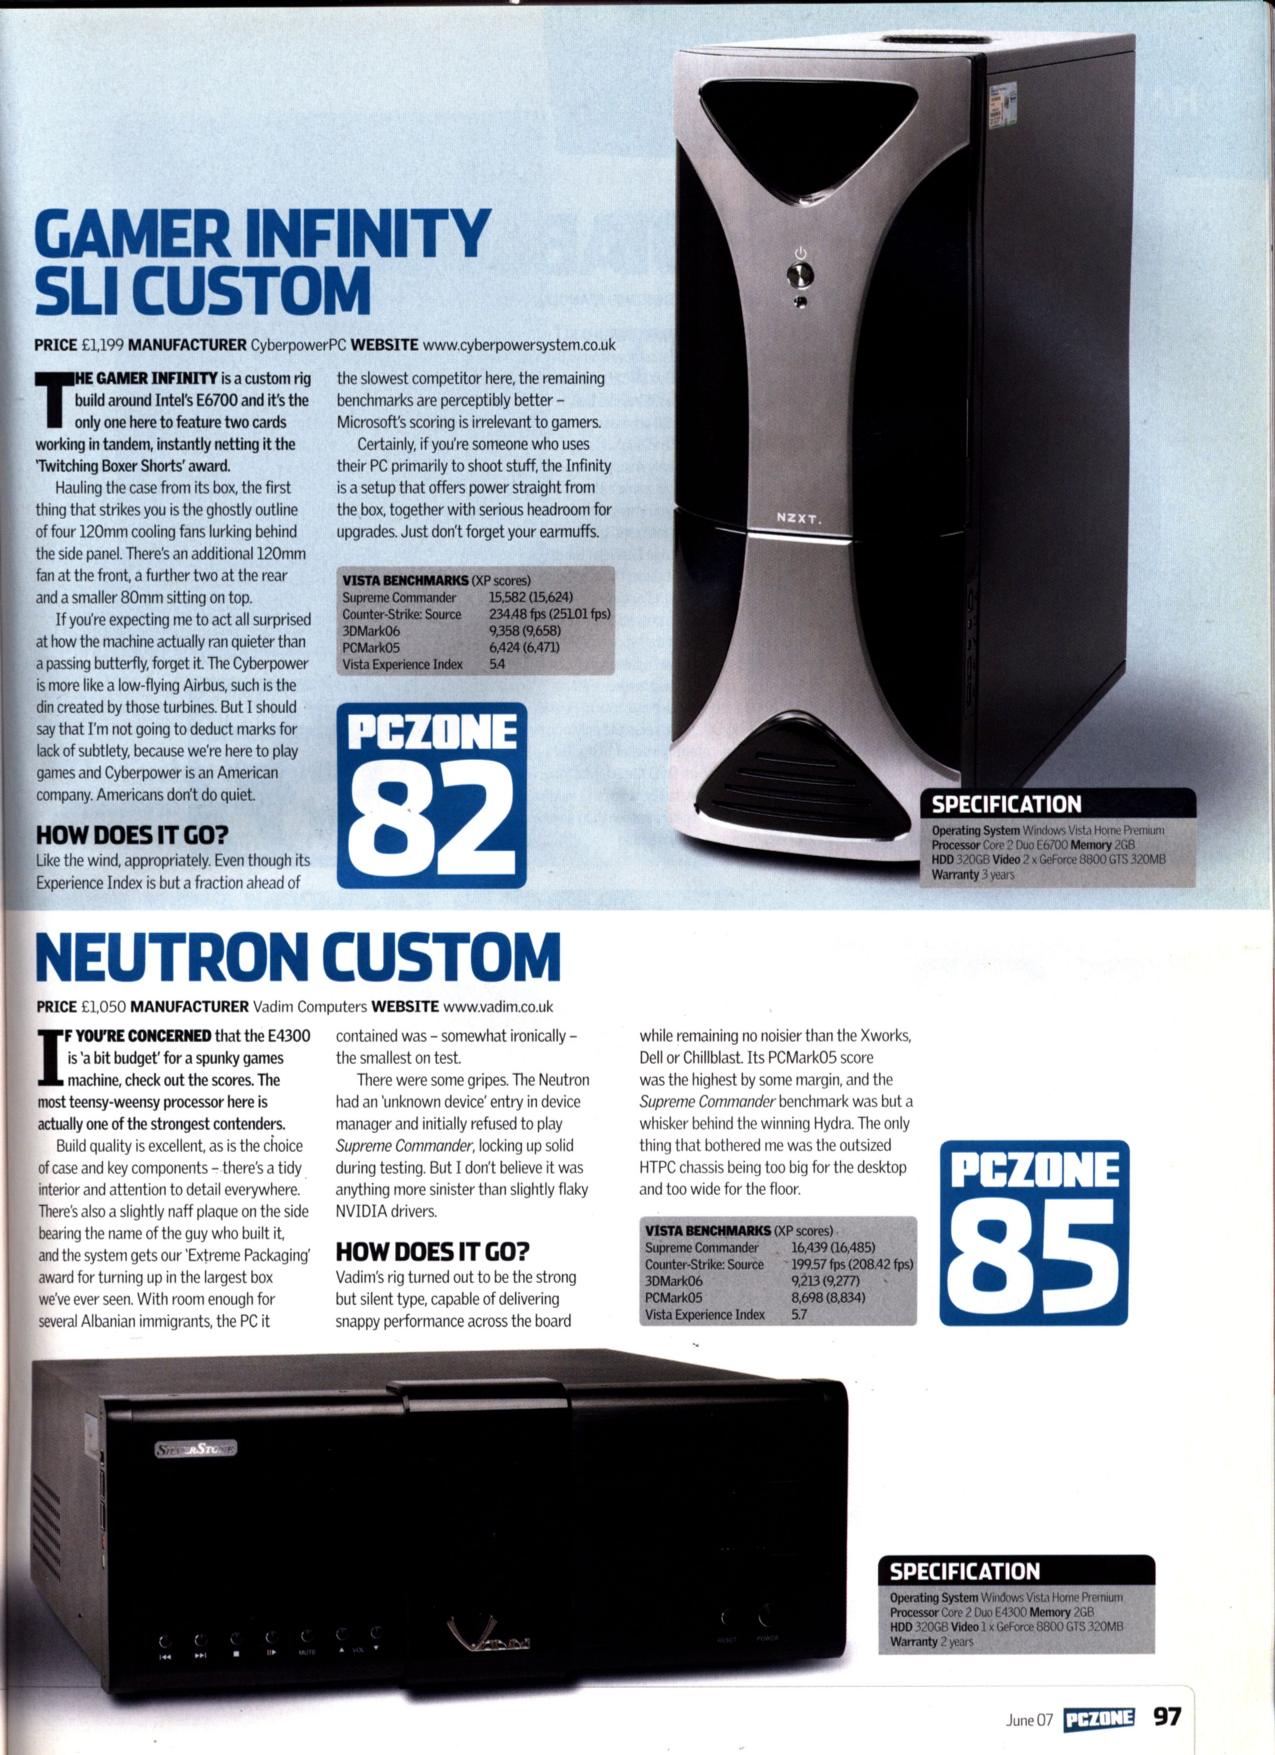 GAMER INFINITY
SLI CUSTOM
PRICE £1,199 MANUFACTURER CyberpowerPC WEBSITE www.cyberpowersystem.co.uk
THE GAMER INFINITY is a custom rig
build around Intel's E6700 and it's the
only one here to feature two cards
working in tandem, instantly netting it the
'Twitching Boxer Shorts' award.
Hauling the case from its box, the first
thing that strikes you is the ghostly outline
of four 120mm cooling fans lurking behind
the side panel. There's an additional 120mm
fan at the front, a further two at the rear
and a smaller 80mm sitting on top.
If you're expecting me to act all surprised
at how the machine actually ran quieter than
a passing butterfly, forget it. The Cyberpower
is more like a low-flying Airbus, such is the
din created by those turbines. But I should
say that I'm not going to deduct marks for
lack of subtlety, because we're here to play
games and Cyberpower is an American
company. Americans don't do quiet.
HOW DOES IT GO?
Like the wind, appropriately. Even though its
Experience Index is but a fraction ahead of
the slowest competitor here, the remaining
benchmarks are perceptibly better –
Microsoft's scoring is irrelevant to gamers.
Certainly, if you're someone who uses
their PC primarily to shoot stuff, the Infinity
is a setup that offers power straight from
the box, together with serious headroom for
upgrades. Just don't forget your earmuffs.
VISTA BENCHMARKS (XP scores)
Supreme Commander 15,582 (15,624)
Counter-Strike: Source 234.48 fps (251.01 fps)
3DMark06 9,358 (9,658)
PCMark05 6,424 (6,471)
Vista Experience Index 5.4
PCZONE
82
NZXT.
SPECIFICATION
Operating System Windows Vista Home Premium
Processor Core 2 Duo E6700 Memory 2GB
HDD 320GB Video 2 x GeForce 8800 GTS 320MB
Warranty 3 years
NEUTRON CUSTOM
PRICE £1,050 MANUFACTURER Vadim Computers WEBSITE www.vadim.co.uk
IF YOU'RE CONCERNED that the E4300
is 'a bit budget' for a spunky games
machine, check out the scores. The
most teensy-weensy processor here is
actually one of the strongest contenders.
Build quality is excellent, as is the choice
of case and key components – there's a tidy
interior and attention to detail everywhere.
There's also a slightly naff plaque on the side
bearing the name of the guy who built it,
and the system gets our 'Extreme Packaging'
award for turning up in the largest box
we've ever seen. With room enough for
several Albanian immigrants, the PC it
contained was – somewhat ironically –
the smallest on test.
There were some gripes. The Neutron
had an 'unknown device' entry in device
manager and initially refused to play
Supreme Commander, locking up solid
during testing. But I don't believe it was
anything more sinister than slightly flaky
NVIDIA drivers.
HOW DOES IT GO?
Vadim's rig turned out to be the strong
but silent type, capable of delivering
snappy performance across the board
while remaining no noisier than the Xworks,
Dell or Chillblast. Its PCMark05 score
was the highest by some margin, and the
Supreme Commander benchmark was but a
whisker behind the winning Hydra. The only
thing that bothered me was the outsized
HTPC chassis being too big for the desktop
and too wide for the floor.
VISTA BENCHMARKS (XP scores)
Supreme Commander 16,439 (16,485)
Counter-Strike: Source 199.57 fps (208.42 fps)
3DMark06 9,213 (9,277)
PCMark05 8,698 (8,834)
Vista Experience Index 5.7
PCZONE
85
SILVERSTONE
MUTE VOL
VADIM
RESET POWER
SPECIFICATION
Operating System Windows Vista Home Premium
Processor Core 2 Duo E4300 Memory 2GB
HDD 320GB Video 1 x GeForce 8800 GTS 320MB
Warranty 2 years
June 07 PCZONE 97